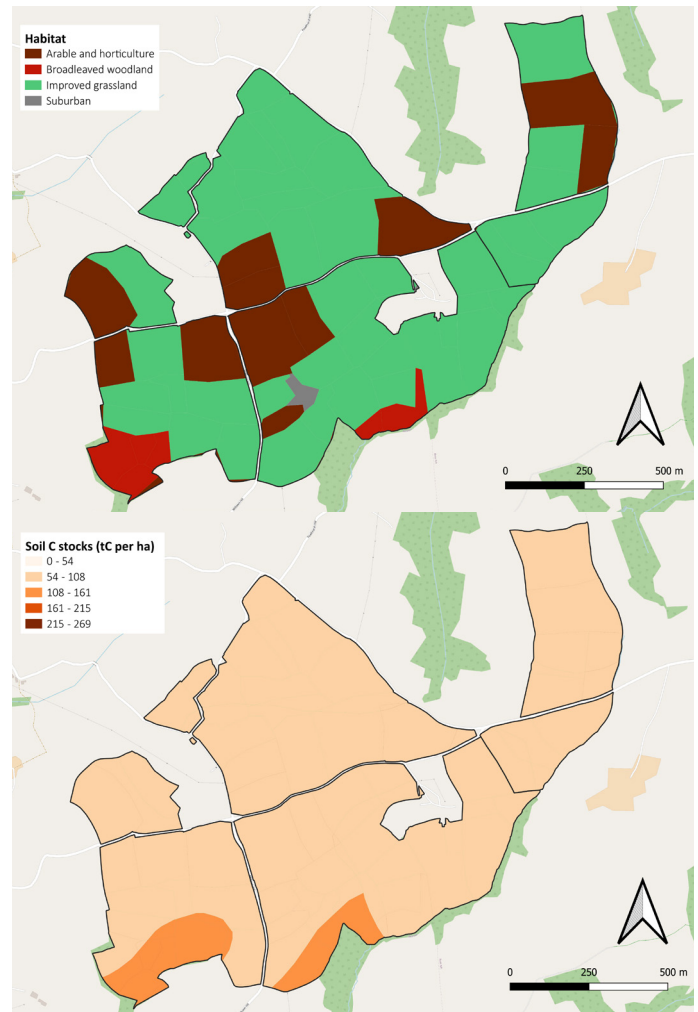 Habitat
Arable and horticulture
Broadleaved woodland
Improved grassland
Suburban
0 250 500 m
Soil C stocks (tC per ha)
0 - 54
54 - 108
108 - 161
161 - 215
215 - 269
0 250 500 m